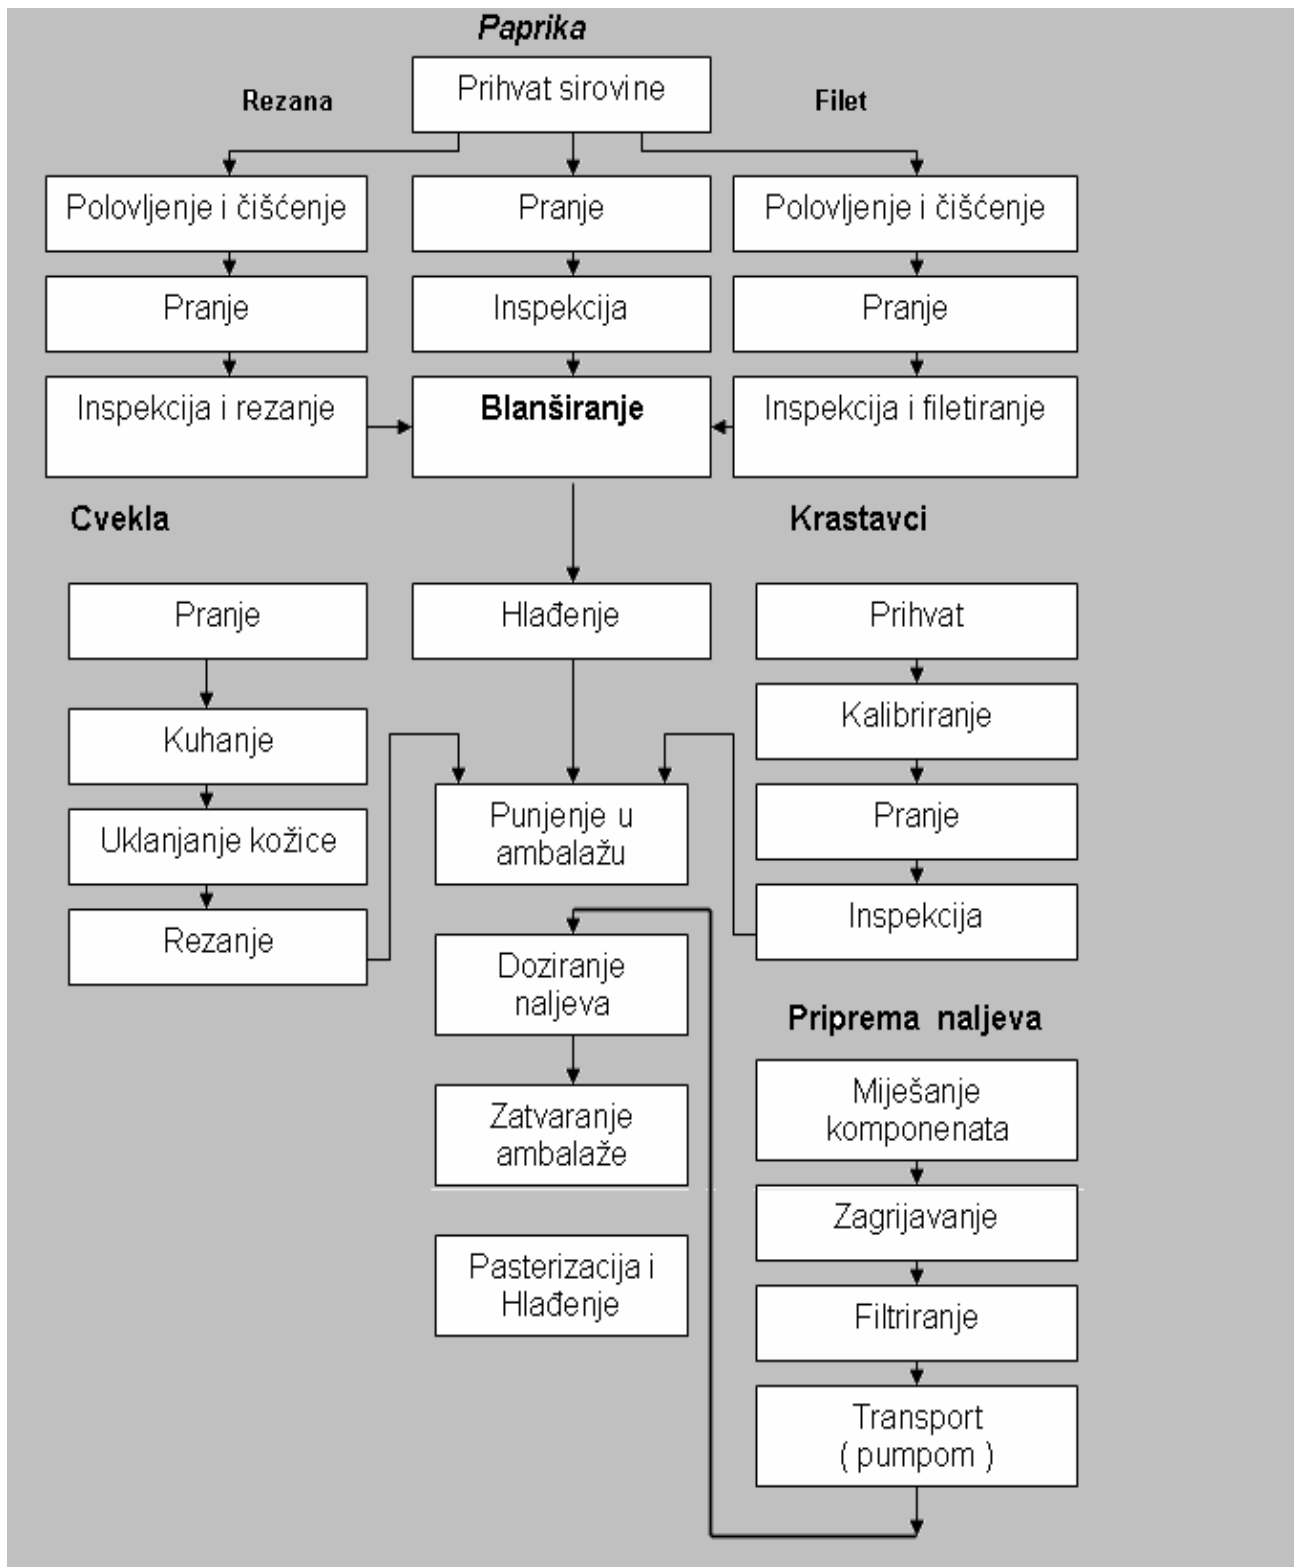 Paprika
Prihvat sirovine
Rezana
Filet
Polovljenje i čišćenje
Pranje
Polovljenje i čišćenje
Pranje
Inspekcija
Pranje
Inspekcija i rezanje
Blanširanje
Inspekcija i filetiranje
Cvekla
Krastavci
Pranje
Hlađenje
Prihvat
Kuhanje
Kalibriranje
Uklanjanje kožice
Punjenje u
ambalažu
Pranje
Rezanje
Inspekcija
Doziranje
naljeva
Priprema naljeva
Zatvaranje
ambalaže
Miješanje
komponenata
Zagrijavanje
Pasterizacija i
Hlađenje
Filtriranje
Transport
( pumpom )